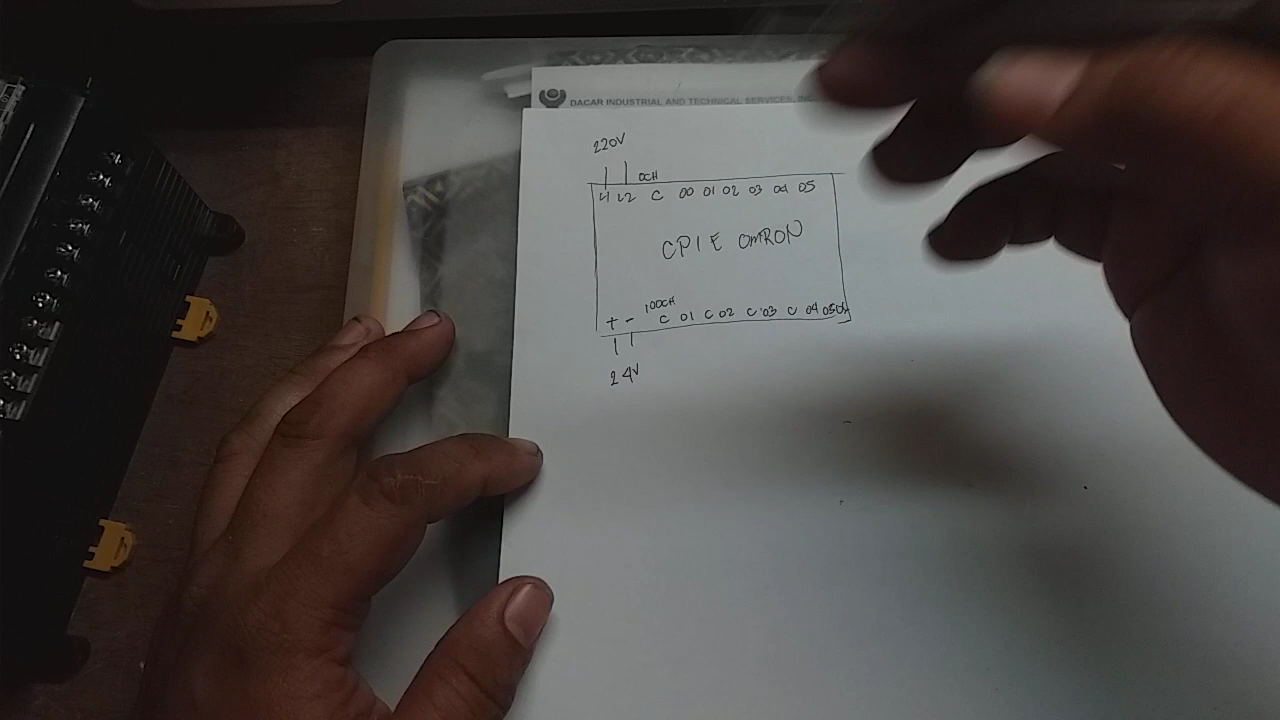 DACAR INDUSTRIAL AND TECHNICAL SERVICES, INC
220V
0CH
L1 L2 C 00 01 02 03 04 05
CP1E OMRON
100CH
+ - C 01 C 02 C 03 C 04 05
24V